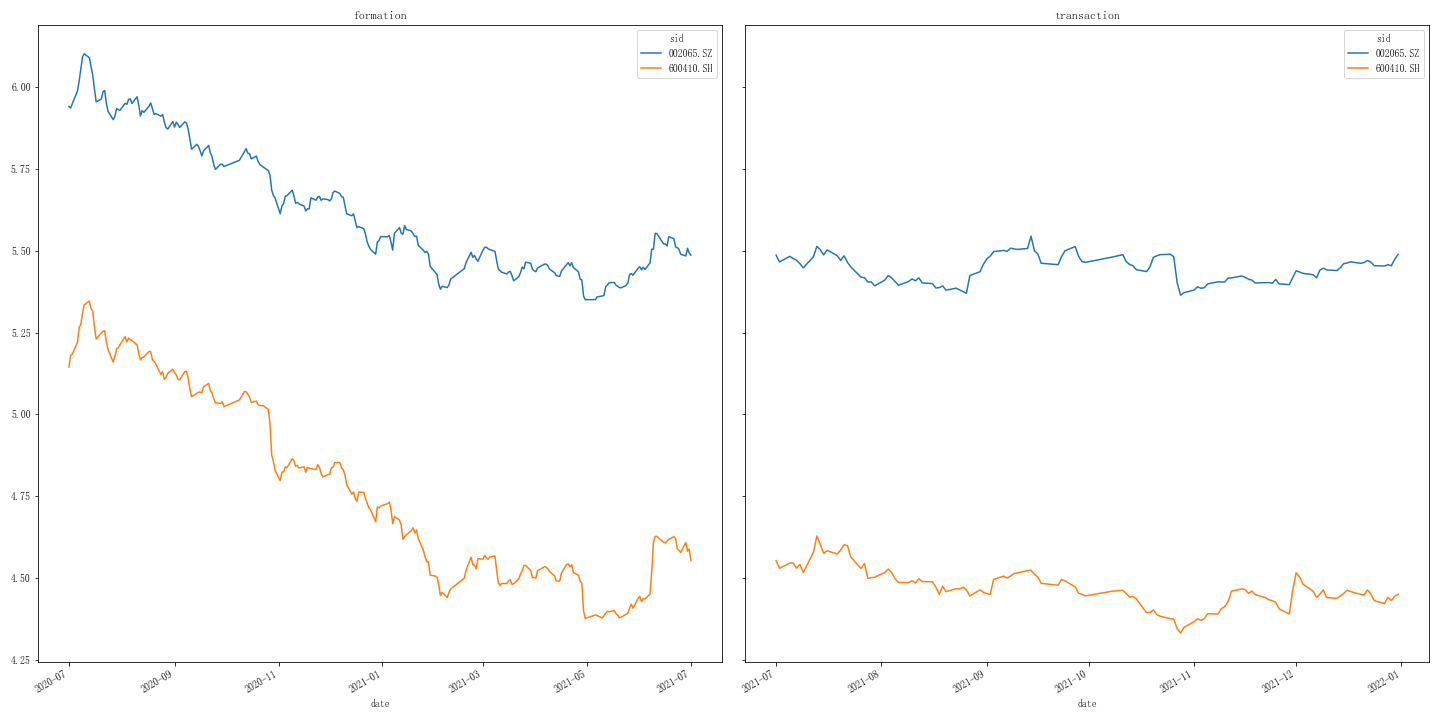 formation
sid
002065.SZ
600410.SH
6.00
5.75
5.50
5.25
5.00
4.75
4.50
4.25
2020-07
2020-09
2020-11
2021-01
2021-03
2021-05
2021-07
date
transaction
sid
002065.SZ
600410.SH
2021-07
2021-08
2021-09
2021-10
2021-11
2021-12
2022-01
date